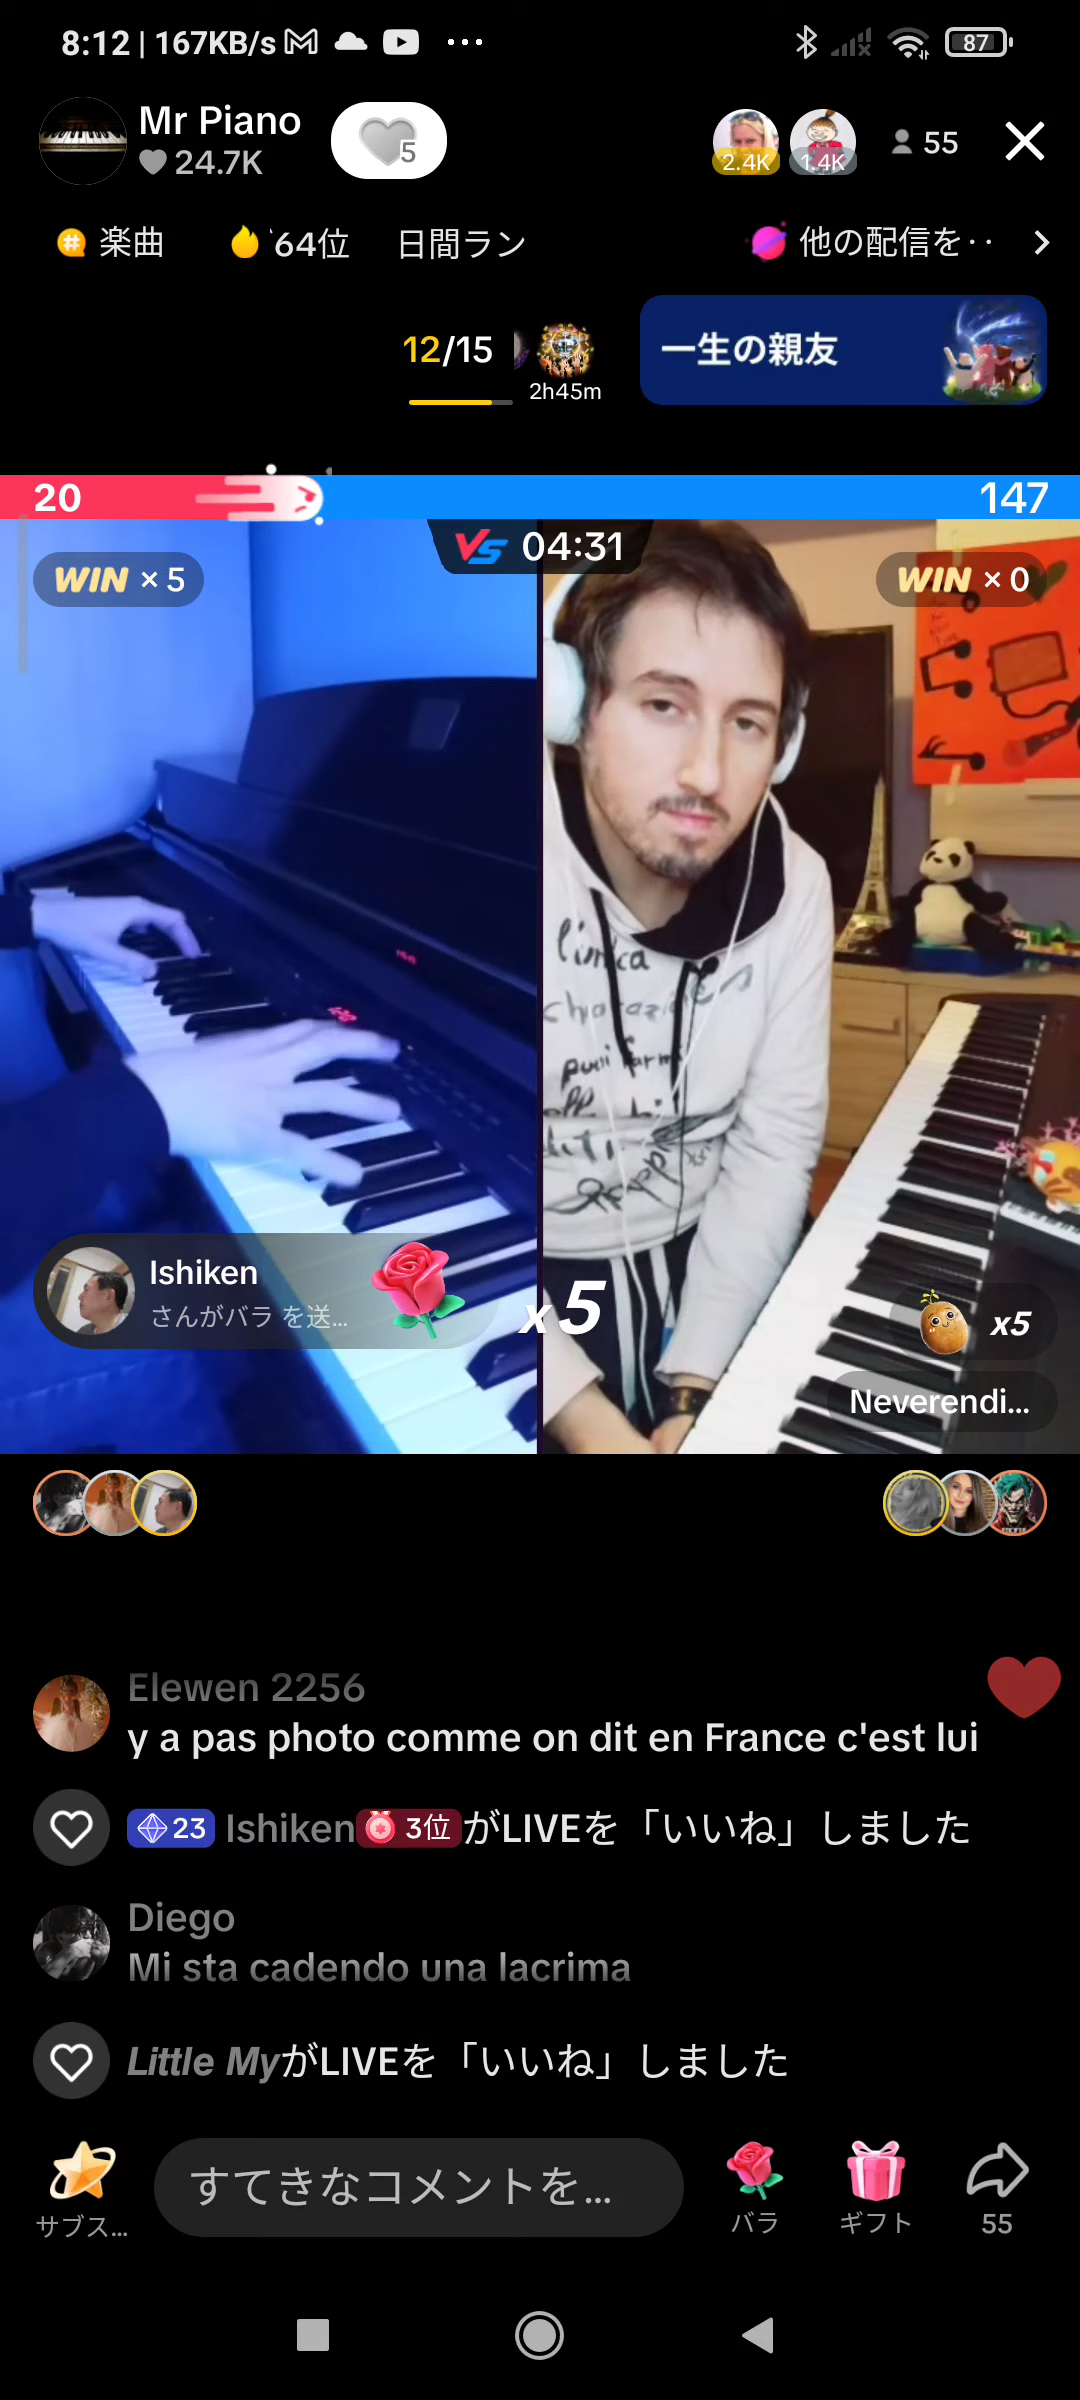 8:12 | 167KB/s
87
Mr Piano
24.7K
5
2.4K
1.4K
55
楽曲
64位
日間ラン
他の配信を··
12/15
2h45m
一生の親友
20
147
VS 04:31
WIN × 5
WIN × 0
l'unica
che
puoi farmi
Ishiken
さんがバラ を送...
x5
x5
Neverendi...
Elewen 2256
y a pas photo comme on dit en France c'est lui
23 Ishiken 3位がLIVEを「いいね」しました
Diego
Mi sta cadendo una lacrima
Little MyがLIVEを「いいね」しました
サブス...
すてきなコメントを...
バラ
ギフト
55